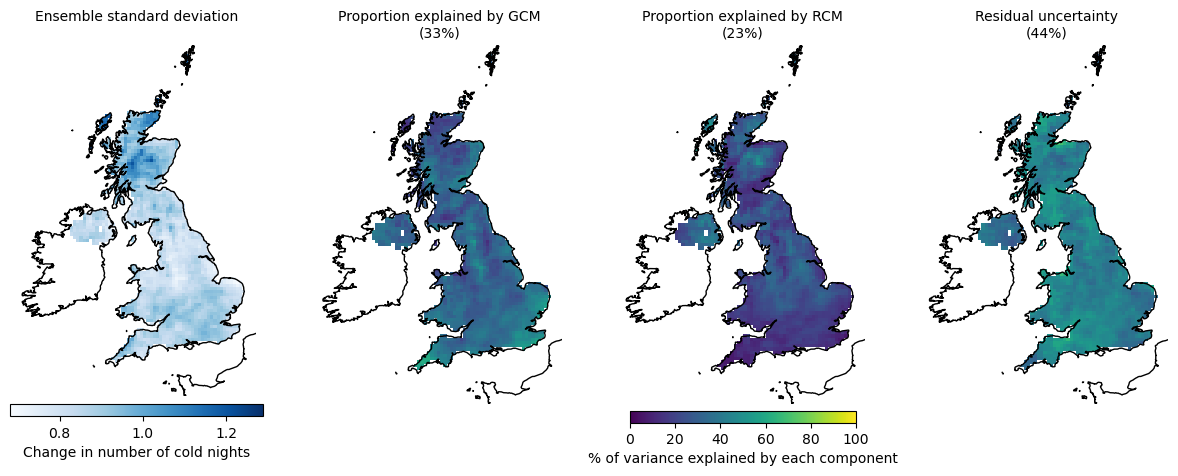 Ensemble standard deviation
Proportion explained by GCM
(33%)
Proportion explained by RCM
(23%)
Residual uncertainty
(44%)
0.8 1.0 1.2
Change in number of cold nights
0 20 40 60 80 100
% of variance explained by each component